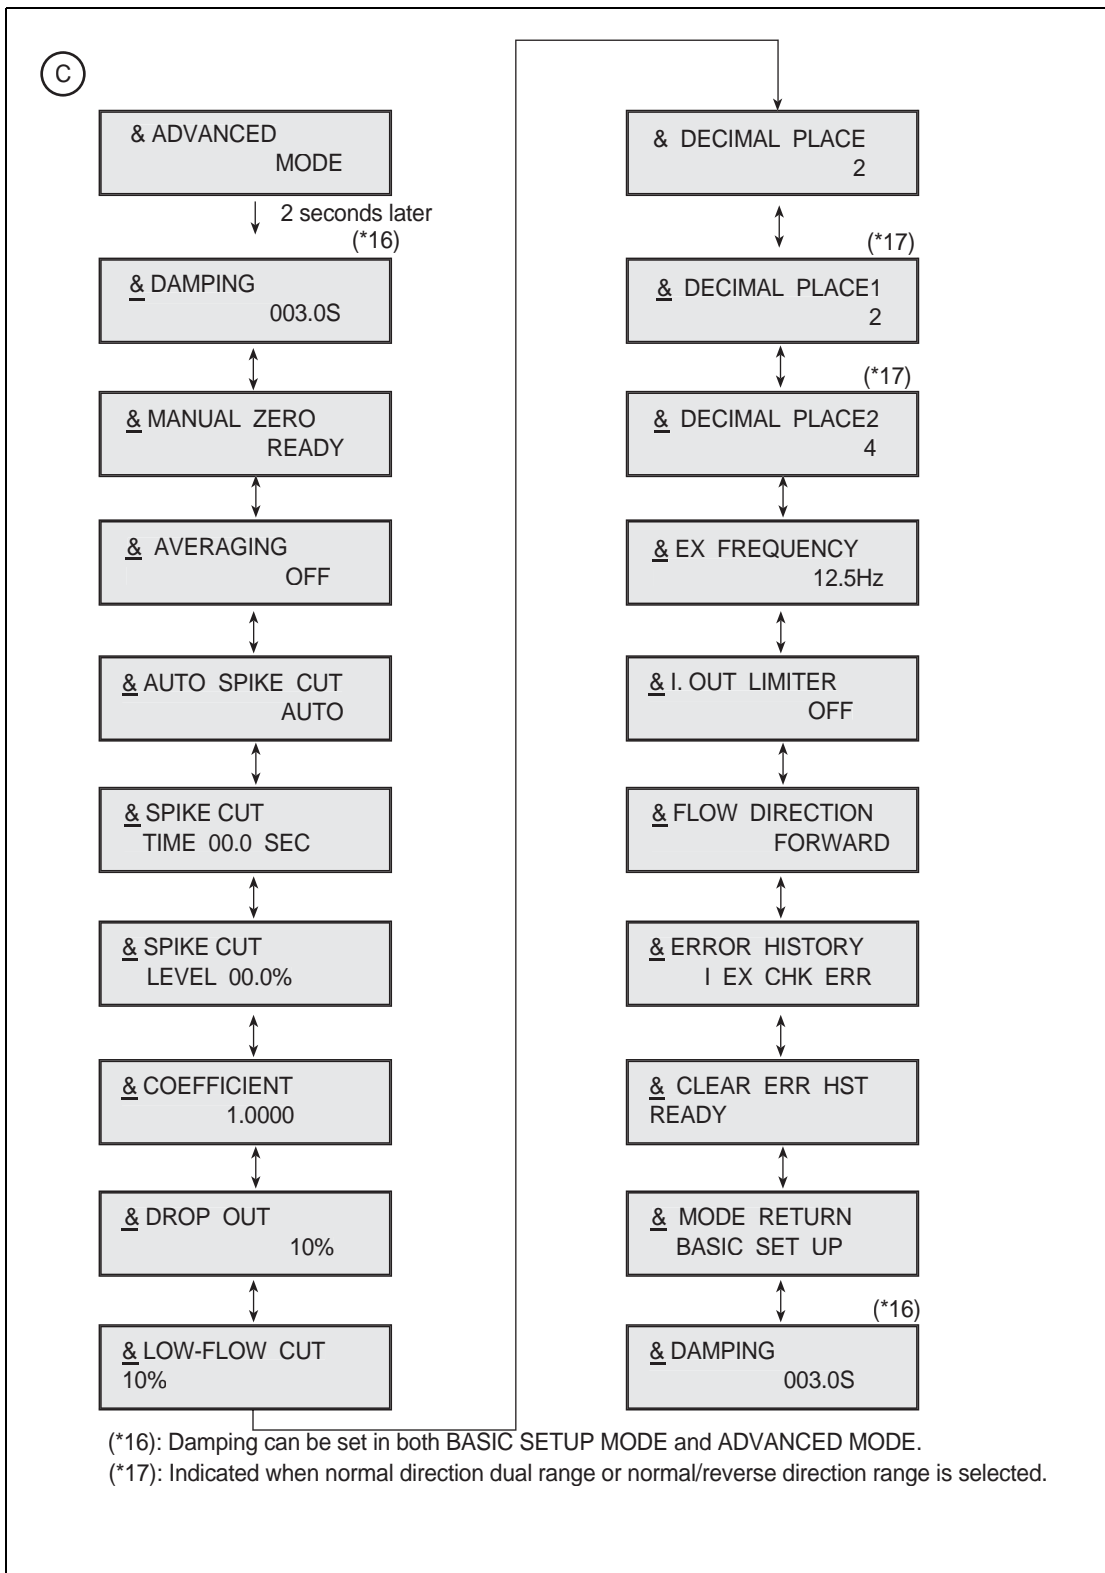 C
& ADVANCED
MODE
2 seconds later
(*16)
& DAMPING
003.0S
& MANUAL ZERO
READY
& AVERAGING
OFF
& AUTO SPIKE CUT
AUTO
& SPIKE CUT
TIME 00.0 SEC
& SPIKE CUT
LEVEL 00.0%
& COEFFICIENT
1.0000
& DROP OUT
10%
& LOW-FLOW CUT
10%
& DECIMAL PLACE
2
(*17)
& DECIMAL PLACE1
2
(*17)
& DECIMAL PLACE2
4
& EX FREQUENCY
12.5Hz
& I. OUT LIMITER
OFF
& FLOW DIRECTION
FORWARD
& ERROR HISTORY
I EX CHK ERR
& CLEAR ERR HST
READY
& MODE RETURN
BASIC SET UP
(*16)
& DAMPING
003.0S
(*16): Damping can be set in both BASIC SETUP MODE and ADVANCED MODE.
(*17): Indicated when normal direction dual range or normal/reverse direction range is selected.